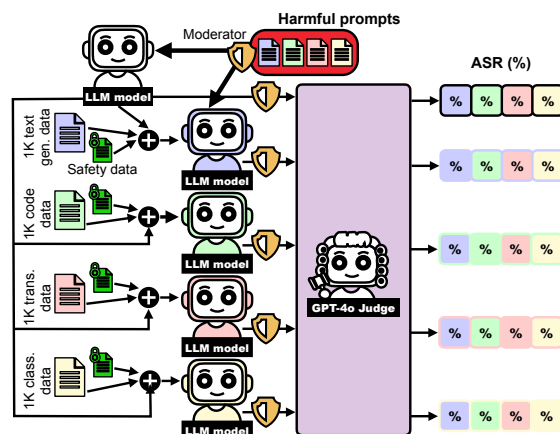 Harmful prompts
Moderator
ASR (%)
LLM model
% % % %
1K text
gen. data
Safety data
LLM model
% % % %
1K code
data
LLM model
% % % %
GPT-4o Judge
1K trans.
data
LLM model
% % % %
1K class.
data
LLM model
% % % %